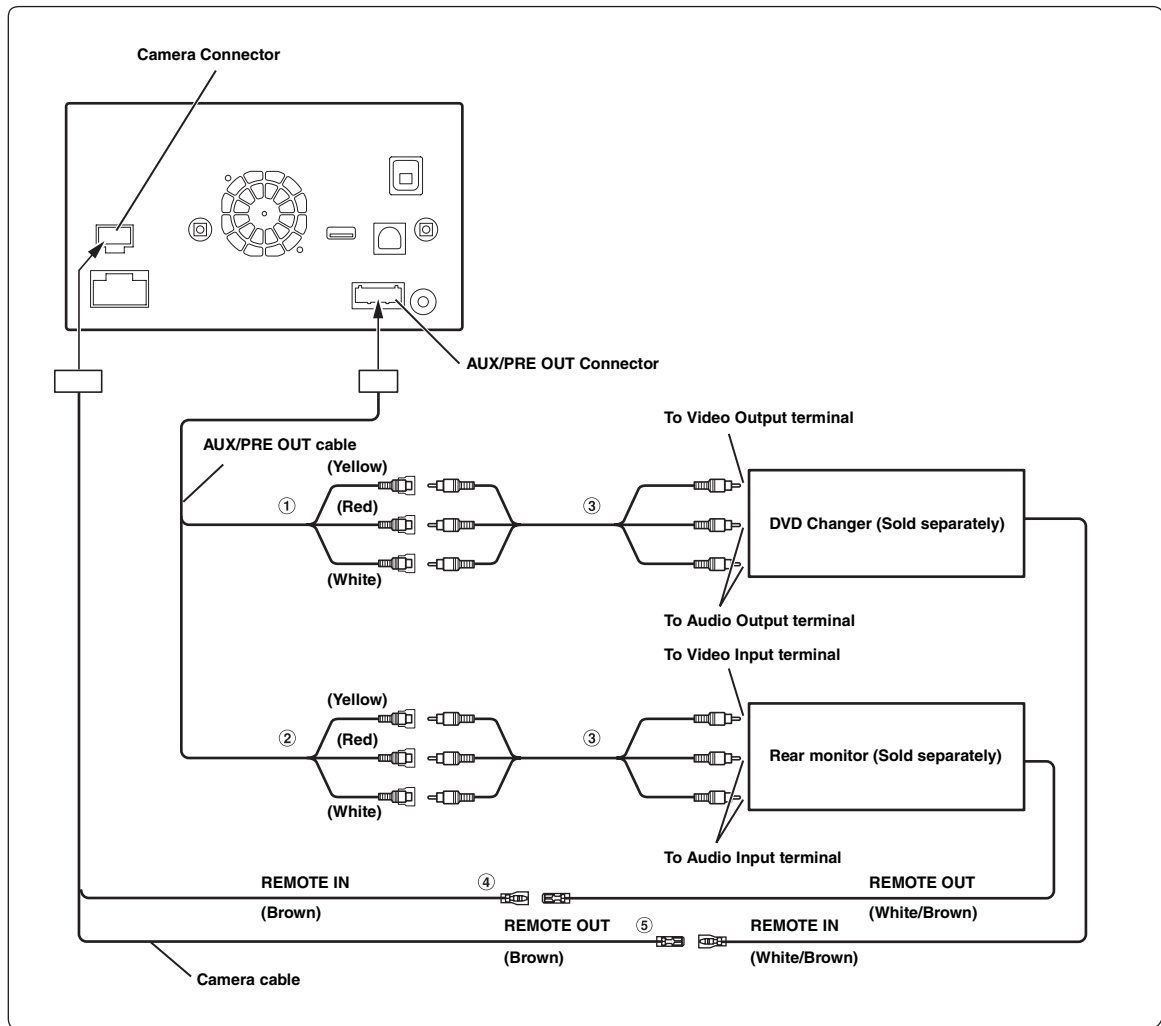 Camera Connector
AUX/PRE OUT Connector
To Video Output terminal
AUX/PRE OUT cable
(Yellow)
①
(Red)
③
DVD Changer (Sold separately)
(White)
To Audio Output terminal
To Video Input terminal
(Yellow)
②
(Red)
③
Rear monitor (Sold separately)
(White)
To Audio Input terminal
REMOTE IN
④
REMOTE OUT
(Brown)
(White/Brown)
REMOTE OUT
⑤
REMOTE IN
(Brown)
(White/Brown)
Camera cable